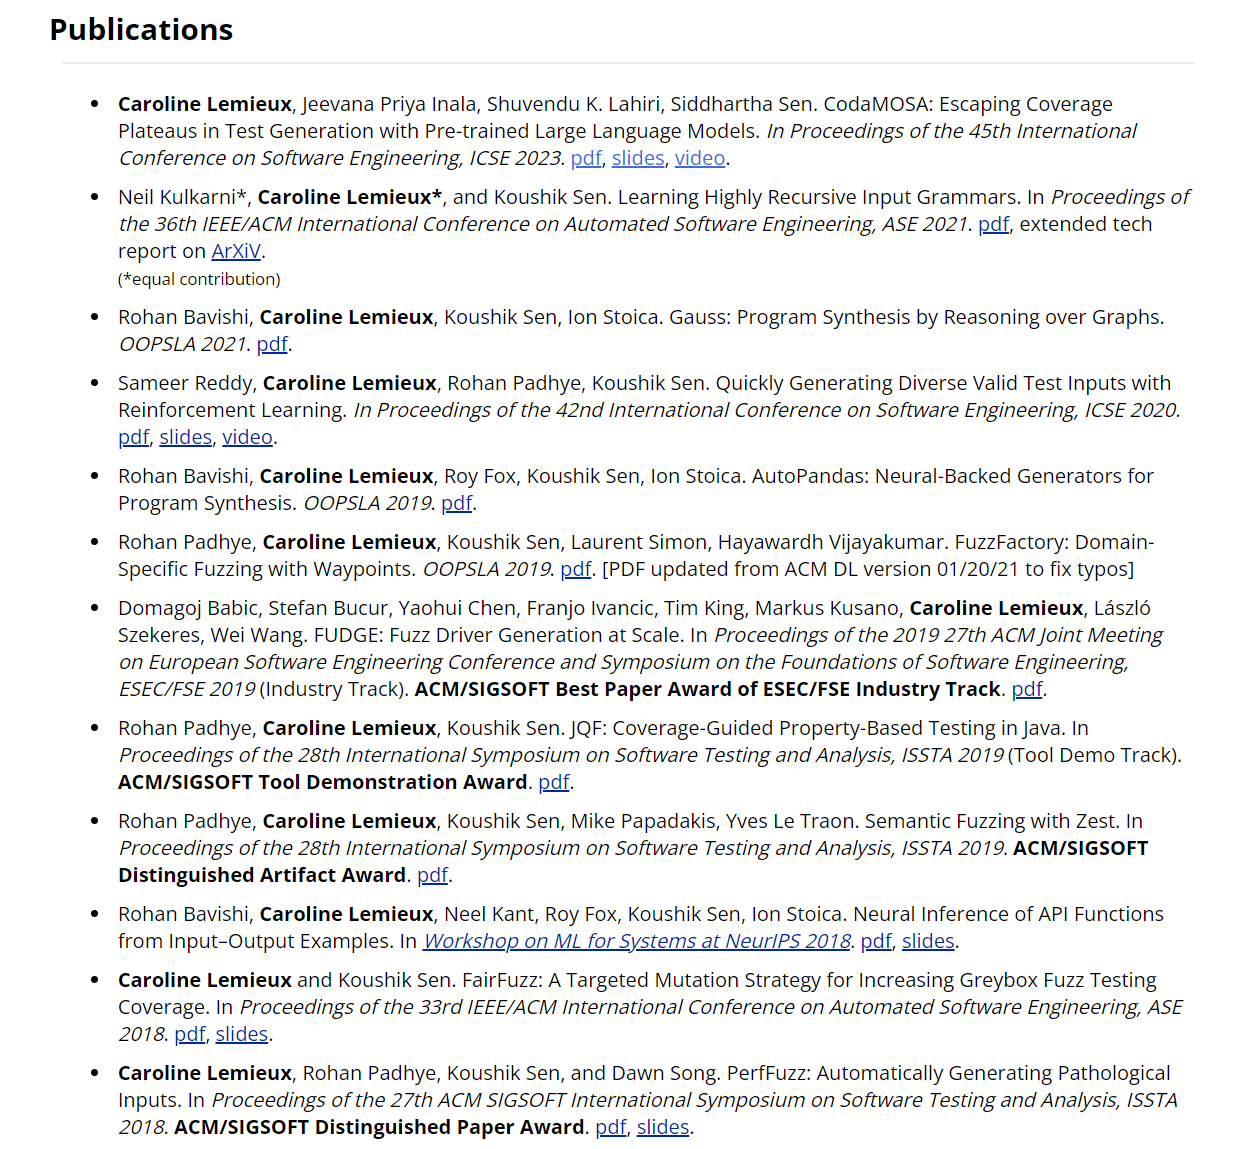 Publications
Caroline Lemieux, Jeevana Priya Inala, Shuvendu K. Lahiri, Siddhartha Sen. CodaMOSA: Escaping Coverage
Plateaus in Test Generation with Pre-trained Large Language Models. In Proceedings of the 45th International
Conference on Software Engineering, ICSE 2023. pdf, slides, video.
Neil Kulkarni*, Caroline Lemieux*, and Koushik Sen. Learning Highly Recursive Input Grammars. In Proceedings of
the 36th IEEE/ACM International Conference on Automated Software Engineering, ASE 2021. pdf, extended tech
report on ArXiV.
(*equal contribution)
Rohan Bavishi, Caroline Lemieux, Koushik Sen, Ion Stoica. Gauss: Program Synthesis by Reasoning over Graphs.
OOPSLA 2021. pdf.
Sameer Reddy, Caroline Lemieux, Rohan Padhye, Koushik Sen. Quickly Generating Diverse Valid Test Inputs with
Reinforcement Learning. In Proceedings of the 42nd International Conference on Software Engineering, ICSE 2020.
pdf, slides, video.
Rohan Bavishi, Caroline Lemieux, Roy Fox, Koushik Sen, Ion Stoica. AutoPandas: Neural-Backed Generators for
Program Synthesis. OOPSLA 2019. pdf.
Rohan Padhye, Caroline Lemieux, Koushik Sen, Laurent Simon, Hayawardh Vijayakumar. FuzzFactory: Domain-
Specific Fuzzing with Waypoints. OOPSLA 2019. pdf. [PDF updated from ACM DL version 01/20/21 to fix typos]
Domagoj Babic, Stefan Bucur, Yaohui Chen, Franjo Ivancic, Tim King, Markus Kusano, Caroline Lemieux, László
Szekeres, Wei Wang. FUDGE: Fuzz Driver Generation at Scale. In Proceedings of the 2019 27th ACM Joint Meeting
on European Software Engineering Conference and Symposium on the Foundations of Software Engineering,
ESEC/FSE 2019 (Industry Track). ACM/SIGSOFT Best Paper Award of ESEC/FSE Industry Track. pdf.
Rohan Padhye, Caroline Lemieux, Koushik Sen. JQF: Coverage-Guided Property-Based Testing in Java. In
Proceedings of the 28th International Symposium on Software Testing and Analysis, ISSTA 2019 (Tool Demo Track).
ACM/SIGSOFT Tool Demonstration Award. pdf.
Rohan Padhye, Caroline Lemieux, Koushik Sen, Mike Papadakis, Yves Le Traon. Semantic Fuzzing with Zest. In
Proceedings of the 28th International Symposium on Software Testing and Analysis, ISSTA 2019. ACM/SIGSOFT
Distinguished Artifact Award. pdf.
Rohan Bavishi, Caroline Lemieux, Neel Kant, Roy Fox, Koushik Sen, Ion Stoica. Neural Inference of API Functions
from Input–Output Examples. In Workshop on ML for Systems at NeurIPS 2018. pdf, slides.
Caroline Lemieux and Koushik Sen. FairFuzz: A Targeted Mutation Strategy for Increasing Greybox Fuzz Testing
Coverage. In Proceedings of the 33rd IEEE/ACM International Conference on Automated Software Engineering, ASE
2018. pdf, slides.
Caroline Lemieux, Rohan Padhye, Koushik Sen, and Dawn Song. PerfFuzz: Automatically Generating Pathological
Inputs. In Proceedings of the 27th ACM SIGSOFT International Symposium on Software Testing and Analysis, ISSTA
2018. ACM/SIGSOFT Distinguished Paper Award. pdf, slides.